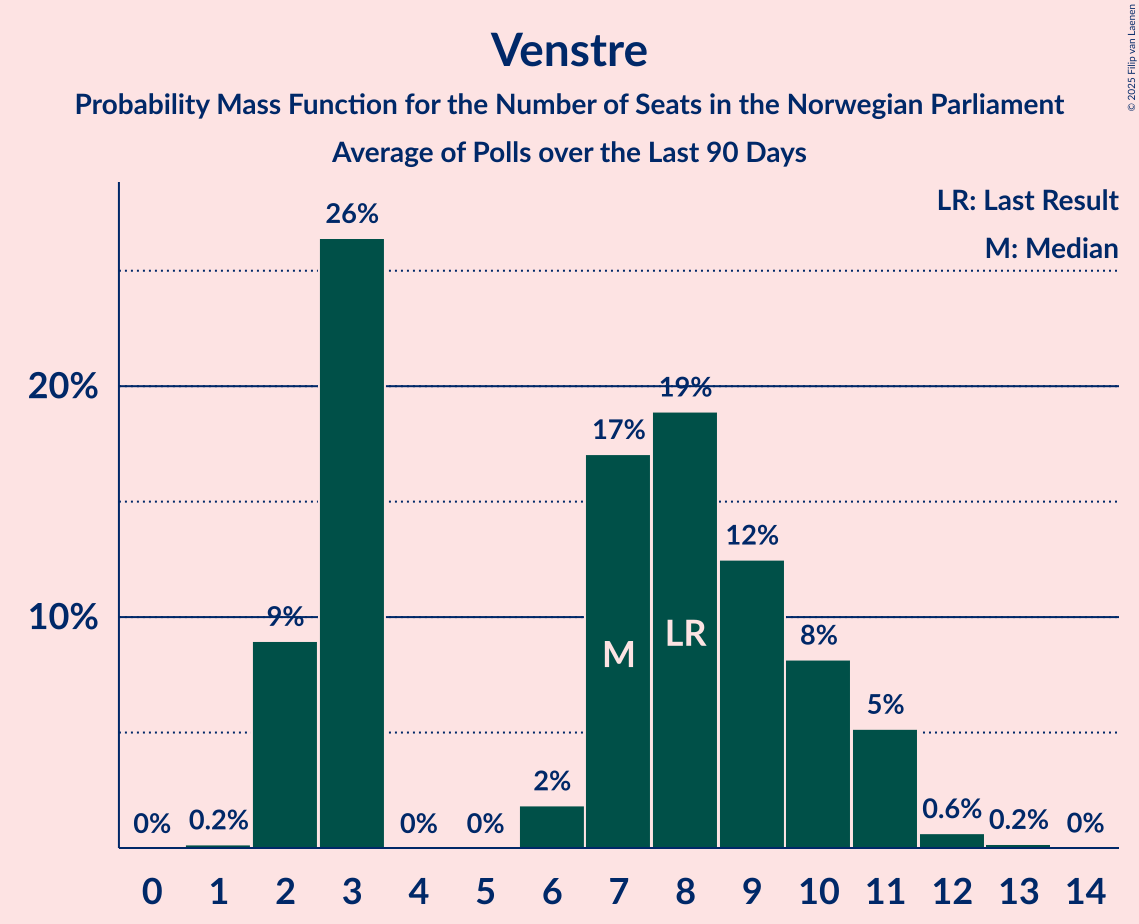 Venstre
Probability Mass Function for the Number of Seats in the Norwegian Parliament
Average of Polls over the Last 90 Days
© 2025 Filip van Laenen
LR: Last Result
M: Median
20%
10%
0%
0.2%
9%
26%
0%
0%
2%
17%
19%
12%
8%
5%
0.6%
0.2%
0%
M
LR
0 1 2 3 4 5 6 7 8 9 10 11 12 13 14